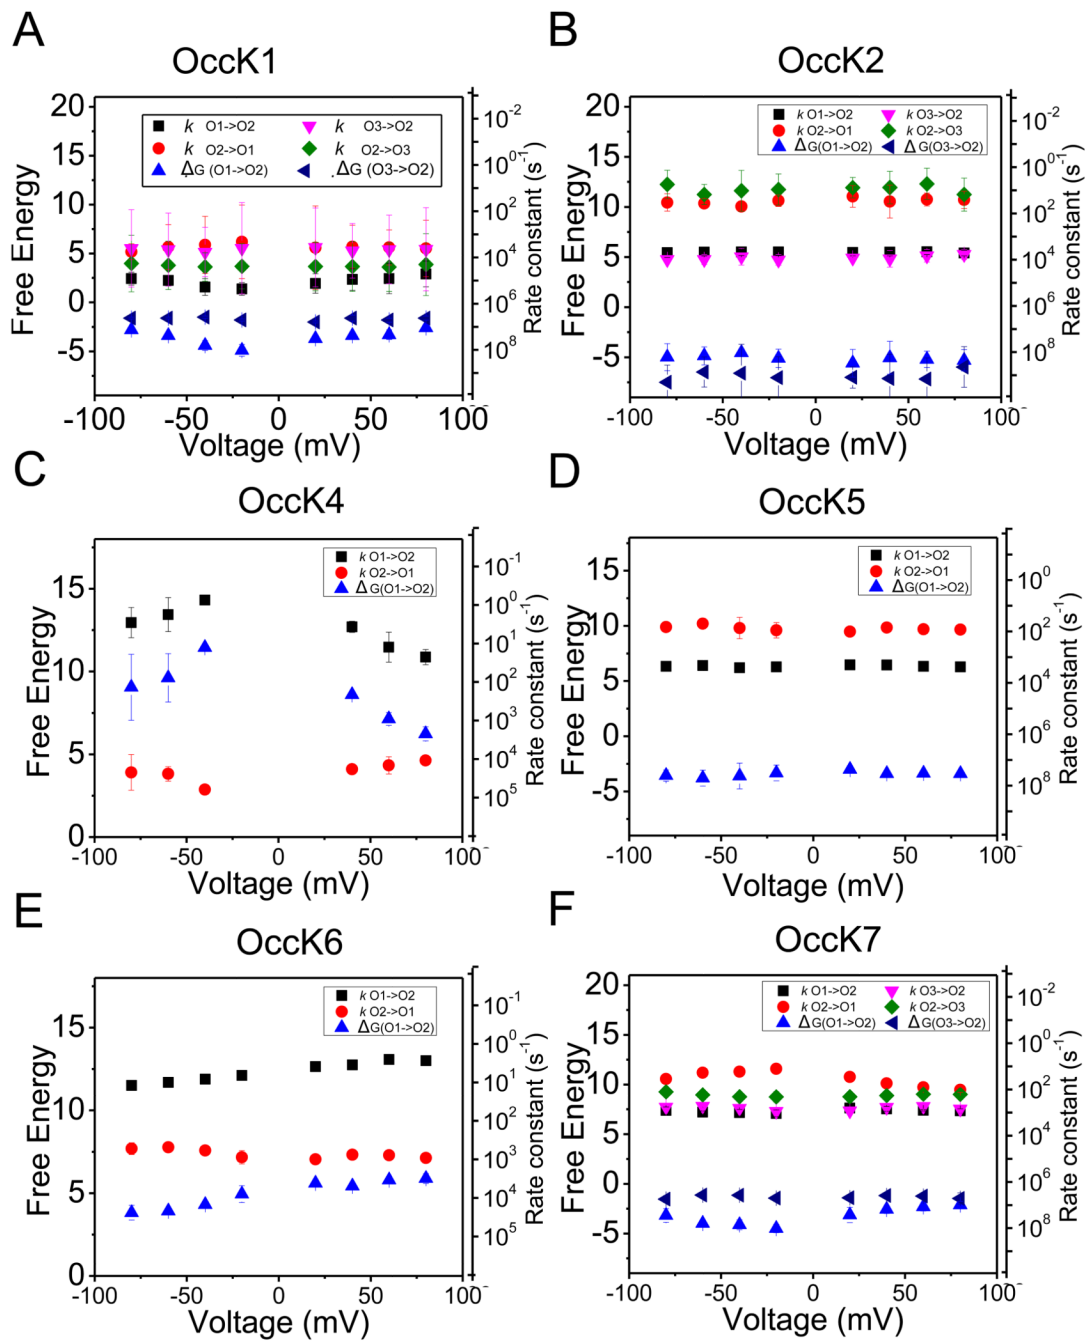 A
OccK1
20
15
10
5
0
-5
-100
-50
0
50
100
Free Energy
Voltage (mV)
k O1->O2
k O3->O2
k O2->O1
k O2->O3
ΔG (O1->O2)
ΔG (O3->O2)
10⁻²
10⁰
10²
10⁴
10⁶
10⁸
Rate constant (s⁻¹)
B
OccK2
20
15
10
5
0
-5
-100
-50
0
50
100
Free Energy
Voltage (mV)
k O1->O2
k O3->O2
k O2->O1
k O2->O3
ΔG(O1->O2)
ΔG(O3->O2)
10⁻²
10⁰
10²
10⁴
10⁶
10⁸
Rate constant (s⁻¹)
C
OccK4
15
10
5
0
-100
-50
0
50
100
Free Energy
Voltage (mV)
k O1->O2
k O2->O1
ΔG(O1->O2)
10⁻¹
10⁰
10¹
10²
10³
10⁴
10⁵
Rate constant (s⁻¹)
D
OccK5
15
10
5
0
-5
-100
-50
0
50
100
Free Energy
Voltage (mV)
k O1->O2
k O2->O1
ΔG(O1->O2)
10⁰
10²
10⁴
10⁶
10⁸
Rate constant (s⁻¹)
E
OccK6
15
10
5
0
-100
-50
0
50
100
Free Energy
Voltage (mV)
k O1->O2
k O2->O1
ΔG(O1->O2)
10⁻¹
10⁰
10¹
10²
10³
10⁴
10⁵
Rate constant (s⁻¹)
F
OccK7
20
15
10
5
0
-5
-100
-50
0
50
100
Free Energy
Voltage (mV)
k O1->O2
k O3->O2
k O2->O1
k O2->O3
ΔG(O1->O2)
ΔG(O3->O2)
10⁻²
10⁰
10²
10⁴
10⁶
10⁸
Rate constant (s⁻¹)